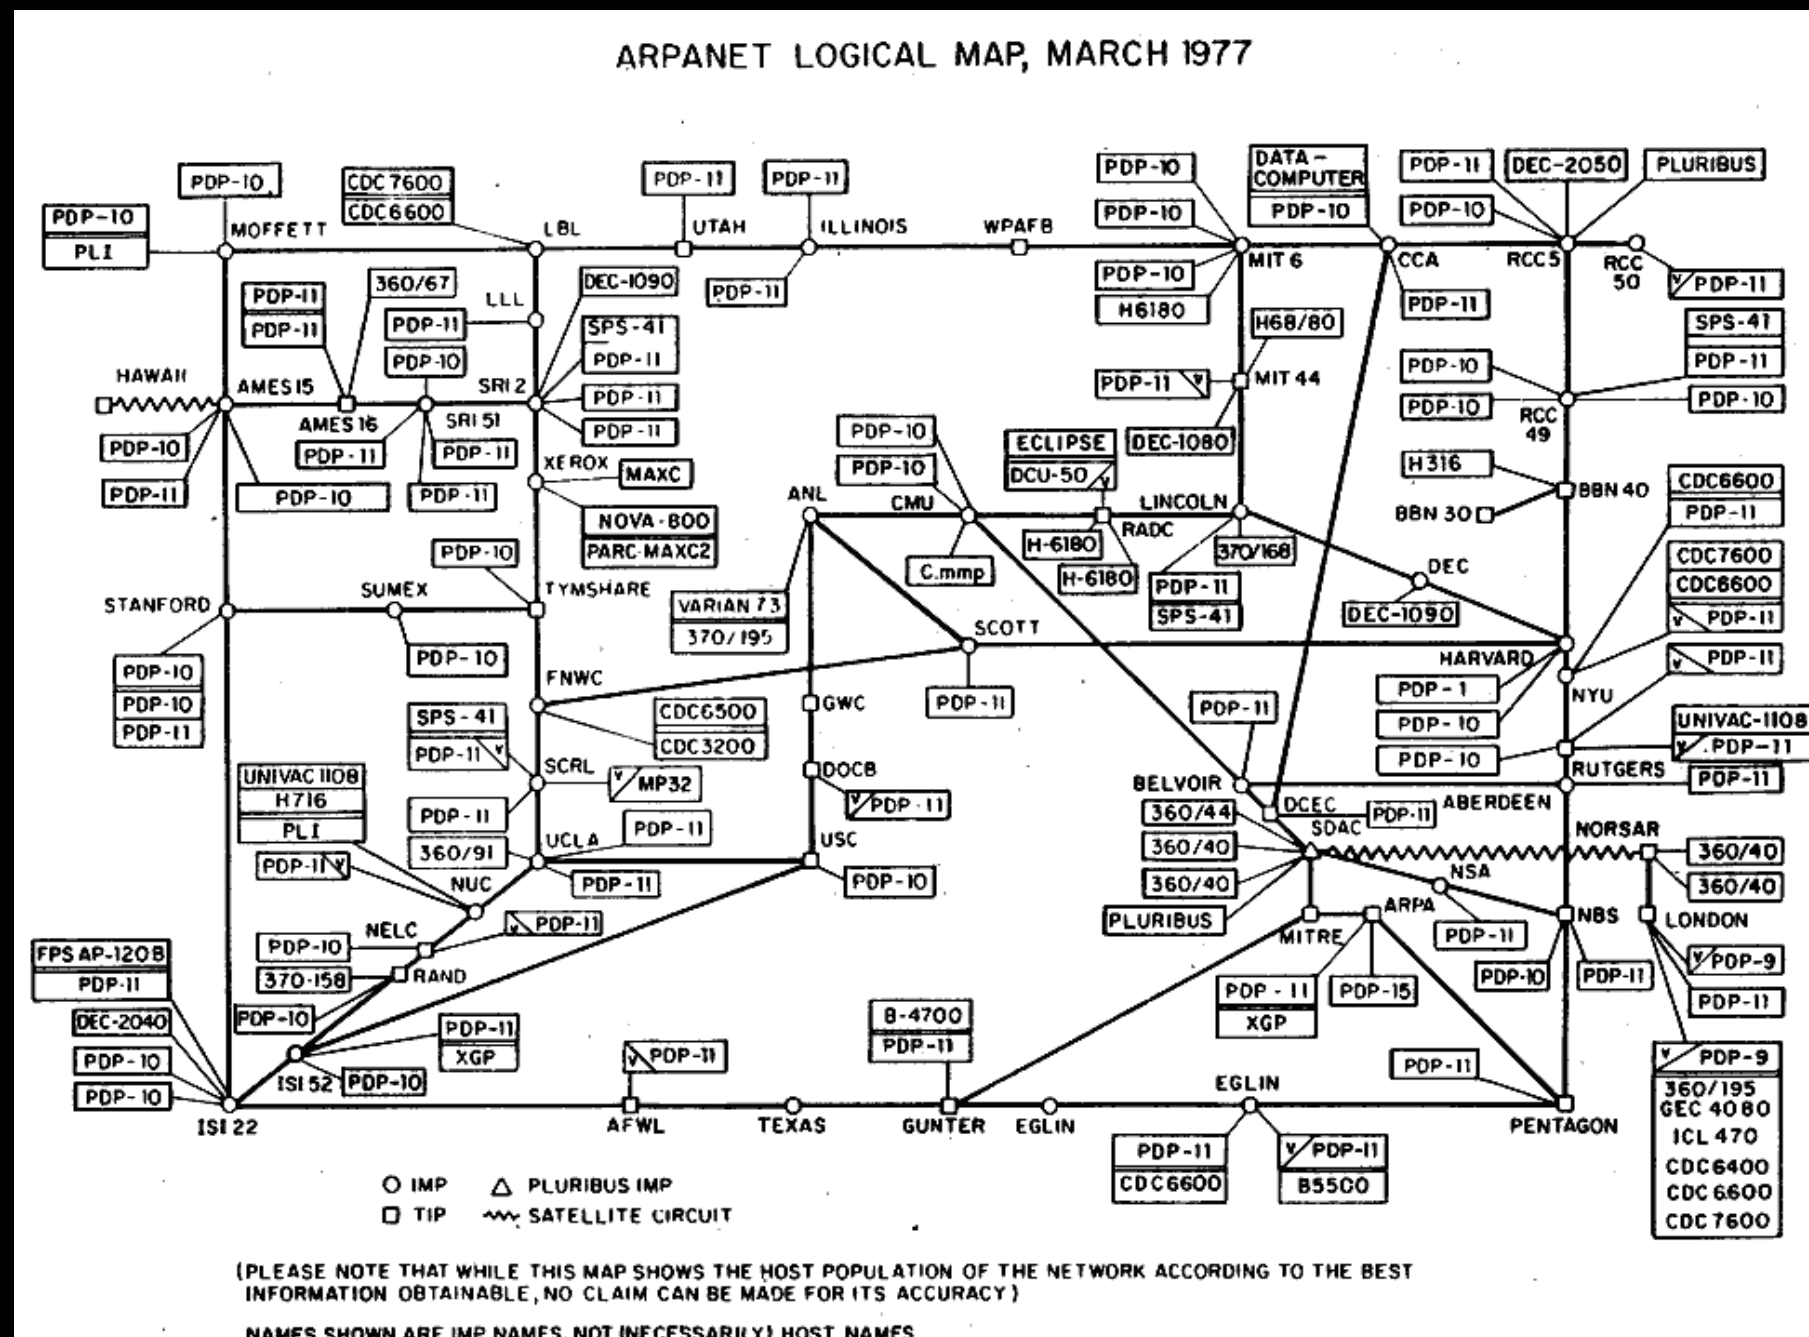 ARPANET LOGICAL MAP, MARCH 1977
PDP-10
CDC 7600
CDC 6600
PDP-11
PDP-11
PDP-10
DATA-
COMPUTER
PDP-10
PDP-11
DEC-2050
PLURIBUS
PDP-10
PLI
MOFFETT
LBL
UTAH
ILLINOIS
WPAFB
PDP-10
PDP-10
MIT 6
CCA
RCC 5
RCC
50
PDP-11
PDP-11
360/67
LLL
DEC-1090
PDP-11
PDP-10
H6180
PDP-11
V PDP-11
PDP-11
PDP-10
SPS-41
PDP-11
H68/80
SPS-41
PDP-11
HAWAII
AMES 15
AMES 16
SRI 51
SRI 2
PDP-11
PDP-11
PDP-11 V
MIT 44
PDP-10
PDP-10
RCC
49
PDP-10
PDP-10
PDP-11
PDP-11
PDP-11
PDP-10
PDP-11
XEROX
MAXC
NOVA-800
PARC-MAXC2
PDP-10
PDP-10
ECLIPSE
DCU-50 V
DEC-1080
H316
BBN 40
BBN 30
CDC6600
PDP-11
ANL
CMU
RADC
LINCOLN
C.mmp
H-6180
H-6180
370/168
PDP-11
SPS-41
DEC
DEC-1090
CDC7600
CDC6600
V PDP-11
V PDP-11
PDP-10
STANFORD
SUMEX
TYMSHARE
VARIAN 73
370/195
SCOTT
HARVARD
NYU
PDP-10
PDP-10
PDP-11
PDP-10
FNWC
CDC6500
CDC3200
PDP-11
PDP-1
PDP-10
PDP-10
UNIVAC-1108
V PDP-11
RUTGERS
PDP-11
SPS-41
PDP-11 V
SCRL
V MP32
GWC
DOCB
V PDP-11
PDP-11
BELVOIR
ABERDEEN
UNIVAC 1108
H716
PLI
PDP-11 V
PDP-11
360/91
UCLA
PDP-11
PDP-11
USC
PDP-10
360/44
360/40
360/40
PLURIBUS
DCEC
PDP-11
SDAC
NORSAR
360/40
360/40
NUC
NELC
V PDP-11
PDP-10
370-158
RAND
PDP-10
NSA
PDP-11
NBS
PDP-10
PDP-11
LONDON
V PDP-9
PDP-11
MITRE
ARPA
PDP-11
XGP
PDP-15
FPS AP-120B
PDP-11
DEC-2040
PDP-10
PDP-10
ISI 22
ISI 52
PDP-11
XGP
PDP-10
V PDP-11
AFWL
TEXAS
B-4700
PDP-11
GUNTER
EGLIN
EGLIN
PDP-11
CDC6600
V PDP-11
B5500
PDP-11
PENTAGON
V PDP-9
360/195
GEC 4080
ICL 470
CDC6400
CDC6600
CDC7600
IMP
PLURIBUS IMP
TIP
SATELLITE CIRCUIT
(PLEASE NOTE THAT WHILE THIS MAP SHOWS THE HOST POPULATION OF THE NETWORK ACCORDING TO THE BEST
INFORMATION OBTAINABLE, NO CLAIM CAN BE MADE FOR ITS ACCURACY)
NAMES SHOWN ARE IMP NAMES, NOT (NECESSARILY) HOST NAMES